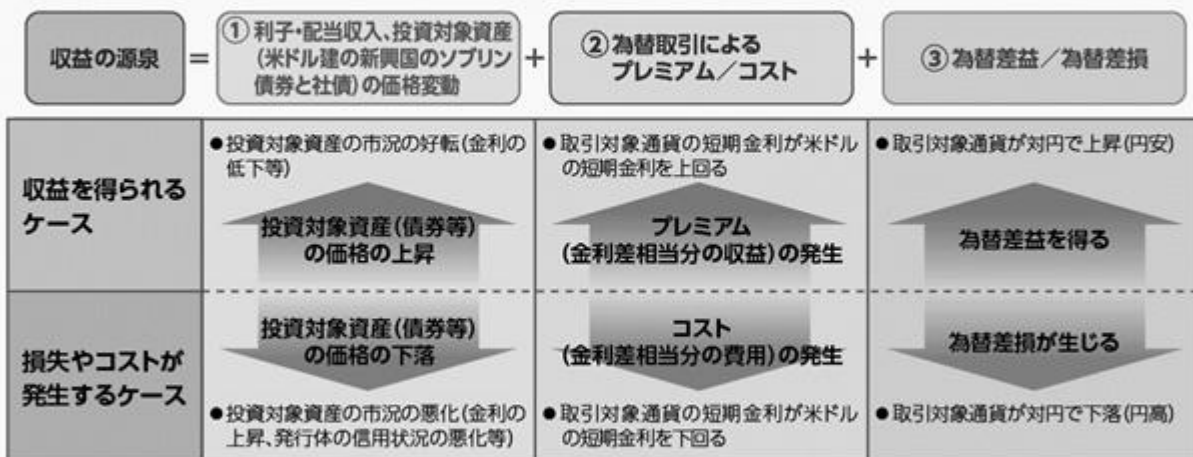 収益の源泉
=
①利子・配当収入、投資対象資産
(米ドル建の新興国のソブリン
債券と社債)の価格変動
+
②為替取引による
プレミアム/コスト
+
③為替差益/為替差損
収益を得られる
ケース
●投資対象資産の市況の好転(金利の
低下等)
投資対象資産(債券等)
の価格の上昇
●取引対象通貨の短期金利が米ドル
の短期金利を上回る
プレミアム
(金利差相当分の収益)の発生
●取引対象通貨が対円で上昇(円安)
為替差益を得る
損失やコストが
発生するケース
投資対象資産(債券等)
の価格の下落
●投資対象資産の市況の悪化(金利の
上昇、発行体の信用状況の悪化等)
コスト
(金利差相当分の費用)の発生
●取引対象通貨の短期金利が米ドル
の短期金利を下回る
為替差損が生じる
●取引対象通貨が対円で下落(円高)